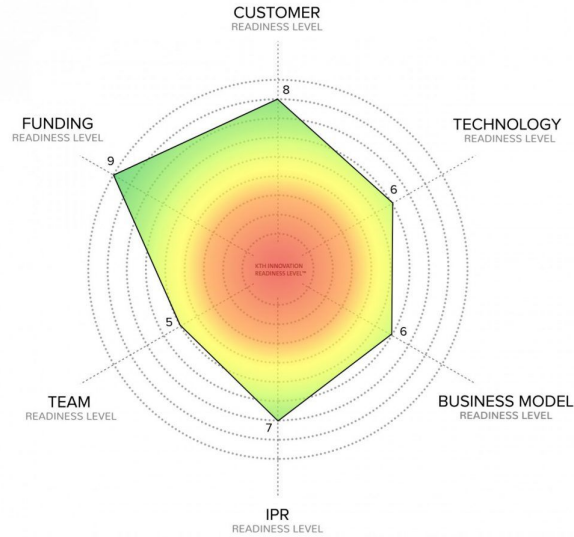 CUSTOMER
READINESS LEVEL
8
FUNDING
READINESS LEVEL
9
TECHNOLOGY
READINESS LEVEL
6
KTH INNOVATION
READINESS LEVEL™
5
6
TEAM
READINESS LEVEL
BUSINESS MODEL
READINESS LEVEL
7
IPR
READINESS LEVEL